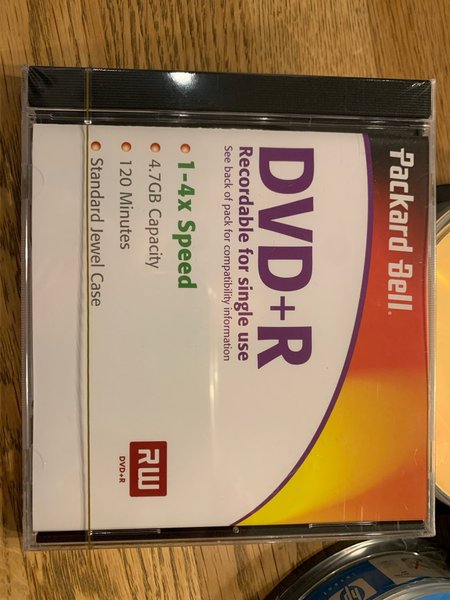 Packard Bell®
DVD+R
Recordable for single use
See back of pack for compatibility information
1-4x Speed
4.7GB Capacity
120 Minutes
Standard Jewel Case
RW
DVD+R
hp